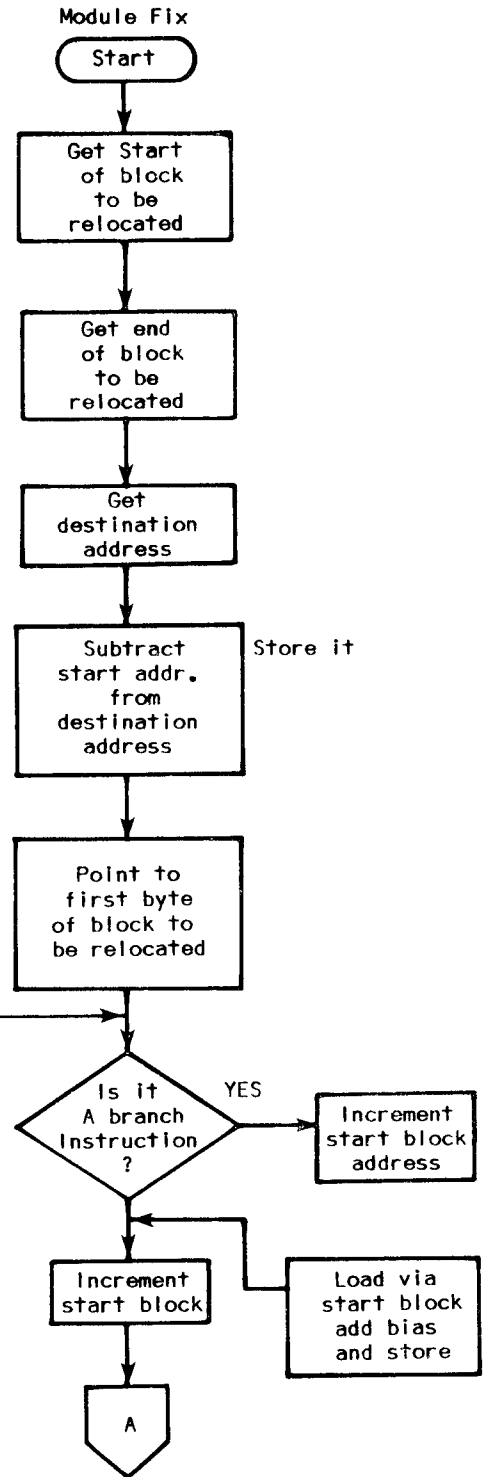 Module Fix
Start
Get Start
of block
to be
relocated
Get end
of block
to be
relocated
Get
destination
address
Subtract
start addr.
from
destination
address
Store it
Point to
first byte
of block to
be relocated
Is it
A branch
Instruction
?
YES
Increment
start block
address
Increment
start block
Load via
start block
add bias
and store
A